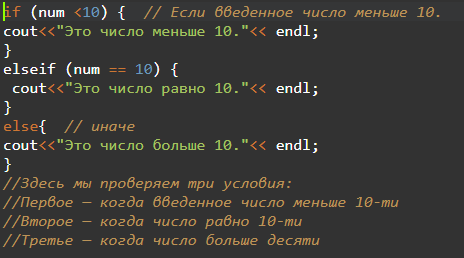 if (num <10) {  // Если введенное число меньше 10.
cout<<"Это число меньше 10."<< endl;
}
elseif (num == 10) {
 cout<<"Это число равно 10."<< endl;
}
else{  // иначе
cout<<"Это число больше 10."<< endl;
}
//Здесь мы проверяем три условия:
//Первое — когда введенное число меньше 10-ти
//Второе — когда число равно 10-ти
//Третье — когда число больше десяти